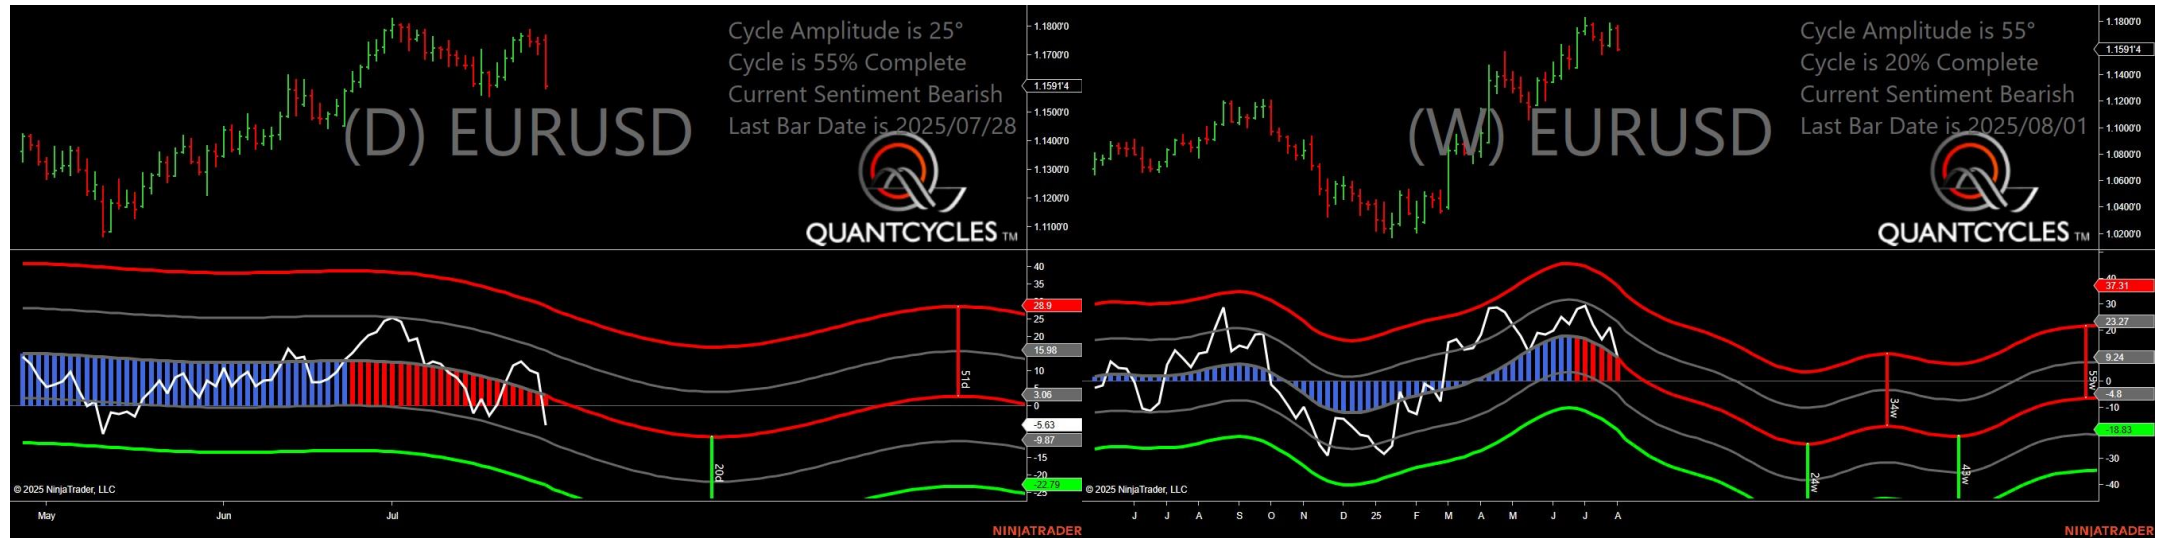 Cycle Amplitude is 25°
Cycle is 55% Complete
Current Sentiment Bearish
Last Bar Date is 2025/07/28
(D) EURUSD
QUANTCYCLES TM
1.1800'0
1.1700'0
1.1591'4
1.1500'0
1.1400'0
1.1300'0
1.1200'0
1.1100'0
40
35
28.9
25
20
15.98
10
5
3.06
0
-5.63
-9.87
-15
-20
-22.79
-25
51d
20d
© 2025 NinjaTrader, LLC
May Jun Jul
NINJATRADER
Cycle Amplitude is 55°
Cycle is 20% Complete
Current Sentiment Bearish
Last Bar Date is 2025/08/01
(W) EURUSD
QUANTCYCLES TM
1.1800'0
1.1591'4
1.1400'0
1.1200'0
1.1000'0
1.0800'0
1.0600'0
1.0400'0
1.0200'0
40
37.31
30
23.27
20
9.24
0
-4.8
-10
-18.83
-30
-40
34w
59w
24w
43w
© 2025 NinjaTrader, LLC
J J A S O N D 25 F M A M J J A
NINJATRADER